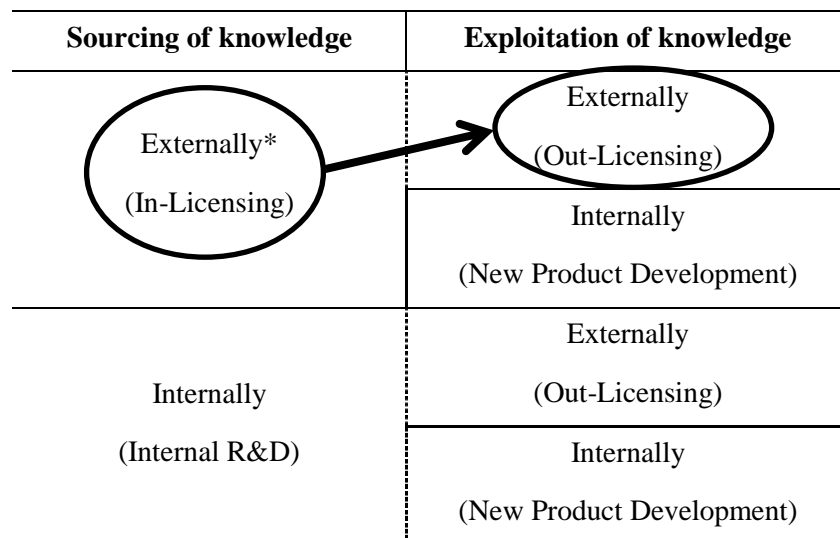 Sourcing of knowledge
Exploitation of knowledge
Externally*
(In-Licensing)
Externally
(Out-Licensing)
Internally
(New Product Development)
Internally
(Internal R&D)
Externally
(Out-Licensing)
Internally
(New Product Development)